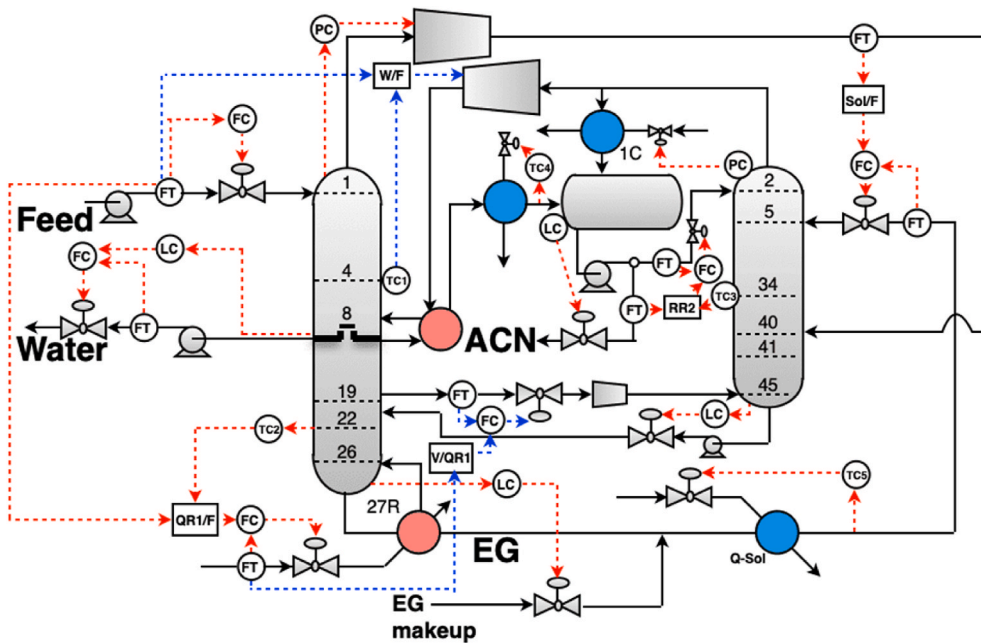 PC
FT
W/F
Sol/F
FC
1C
TC4
PC
FC
1
2
FT
Feed
5
FT
LC
FC
LC
FT
FC
4
TC1
34
TC3
FT
RR2
8
FT
ACN
40
Water
41
19
FT
45
FC
LC
TC2
22
26
V/QR1
LC
TC5
27R
QR1/F
FC
EG
Q-Sol
FT
EG
makeup